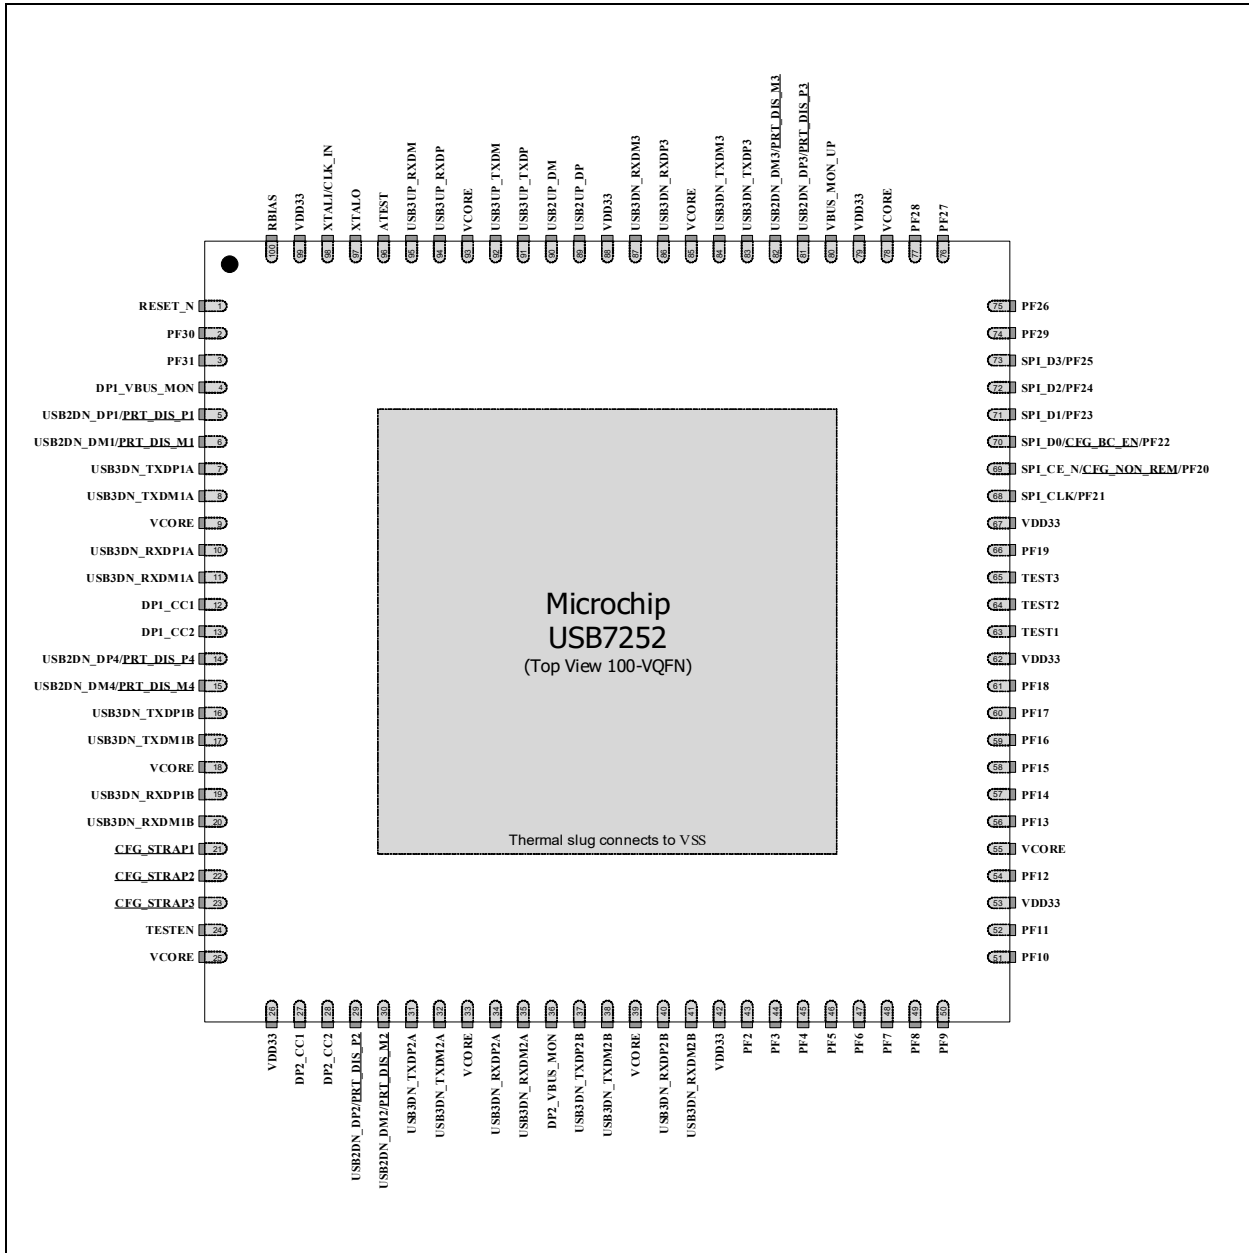 RBIAS
VDD33
XTALI/CLK_IN
XTALO
ATEST
USB3UP_RXDM
USB3UP_RXDP
VCORE
USB3UP_TXDM
USB3UP_TXDP
USB2UP_DM
USB2UP_DP
VDD33
USB3DN_RXDM3
USB3DN_RXDP3
VCORE
USB3DN_TXDM3
USB3DN_TXDP3
USB2DN_DM3/PRT_DIS_M3
USB2DN_DP3/PRT_DIS_P3
VBUS_MON_UP
VDD33
VCORE
PF28
PF27
100
99
98
97
96
95
94
93
92
91
90
89
88
87
86
85
84
83
82
81
80
79
78
77
76
RESET_N 1
PF30 2
PF31 3
DP1_VBUS_MON 4
USB2DN_DP1/PRT_DIS_P1 5
USB2DN_DM1/PRT_DIS_M1 6
USB3DN_TXDP1A 7
USB3DN_TXDM1A 8
VCORE 9
USB3DN_RXDP1A 10
USB3DN_RXDM1A 11
DP1_CC1 12
DP1_CC2 13
USB2DN_DP4/PRT_DIS_P4 14
USB2DN_DM4/PRT_DIS_M4 15
USB3DN_TXDP1B 16
USB3DN_TXDM1B 17
VCORE 18
USB3DN_RXDP1B 19
USB3DN_RXDM1B 20
CFG_STRAP1 21
CFG_STRAP2 22
CFG_STRAP3 23
TESTEN 24
VCORE 25
Microchip
USB7252
(Top View 100-VQFN)
Thermal slug connects to VSS
75 PF26
74 PF29
73 SPI_D3/PF25
72 SPI_D2/PF24
71 SPI_D1/PF23
70 SPI_D0/CFG_BC_EN/PF22
69 SPI_CE_N/CFG_NON_REM/PF20
68 SPI_CLK/PF21
67 VDD33
66 PF19
65 TEST3
64 TEST2
63 TEST1
62 VDD33
61 PF18
60 PF17
59 PF16
58 PF15
57 PF14
56 PF13
55 VCORE
54 PF12
53 VDD33
52 PF11
51 PF10
26
27
28
29
30
31
32
33
34
35
36
37
38
39
40
41
42
43
44
45
46
47
48
49
50
VDD33
DP2_CC1
DP2_CC2
USB2DN_DP2/PRT_DIS_P2
USB2DN_DM2/PRT_DIS_M2
USB3DN_TXDP2A
USB3DN_TXDM2A
VCORE
USB3DN_RXDP2A
USB3DN_RXDM2A
DP2_VBUS_MON
USB3DN_TXDP2B
USB3DN_TXDM2B
VCORE
USB3DN_RXDP2B
USB3DN_RXDM2B
VDD33
PF2
PF3
PF4
PF5
PF6
PF7
PF8
PF9